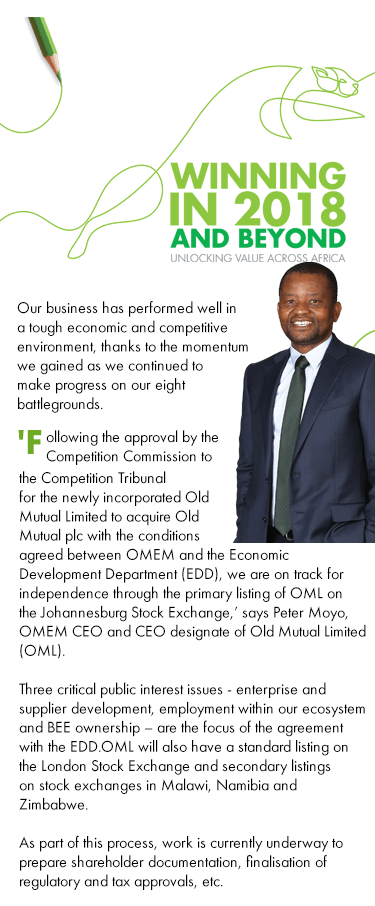 WINNING
IN 2018
AND BEYOND
UNLOCKING VALUE ACROSS AFRICA
Our business has performed well in
a tough economic and competitive
environment, thanks to the momentum
we gained as we continued to
make progress on our eight
battlegrounds.
'Following the approval by the
Competition Commission to
the Competition Tribunal
for the newly incorporated Old
Mutual Limited to acquire Old
Mutual plc with the conditions
agreed between OMEM and the Economic
Development Department (EDD), we are on track for
independence through the primary listing of OML on
the Johannesburg Stock Exchange,’ says Peter Moyo,
OMEM CEO and CEO designate of Old Mutual Limited
(OML).
Three critical public interest issues - enterprise and
supplier development, employment within our ecosystem
and BEE ownership – are the focus of the agreement
with the EDD.OML will also have a standard listing on
the London Stock Exchange and secondary listings
on stock exchanges in Malawi, Namibia and
Zimbabwe.
As part of this process, work is currently underway to
prepare shareholder documentation, finalisation of
regulatory and tax approvals, etc.